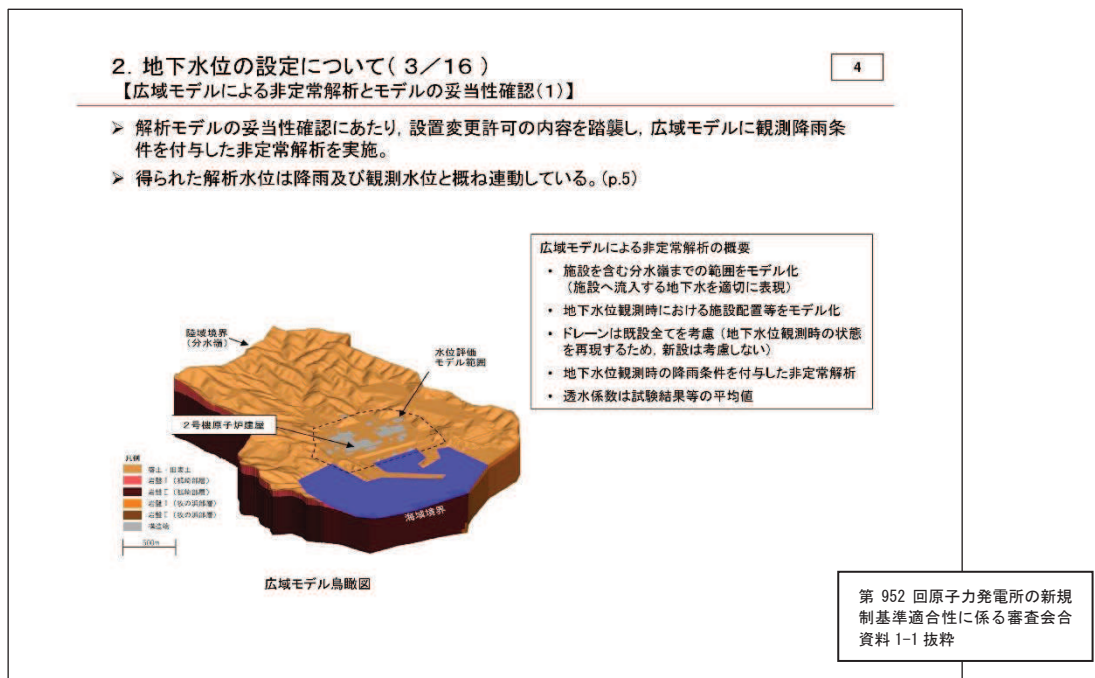 2．地下水位の設定について（ 3／16 ）
【広域モデルによる非定常解析とモデルの妥当性確認（1）】
4
➢ 解析モデルの妥当性確認にあたり，設置変更許可の内容を踏襲し，広域モデルに観測降雨条
件を付与した非定常解析を実施。
➢ 得られた解析水位は降雨及び観測水位と概ね連動している。（p.5）
広域モデルによる非定常解析の概要
・ 施設を含む分水嶺までの範囲をモデル化
（施設へ流入する地下水を適切に表現）
・ 地下水位観測時における施設配置等をモデル化
・ ドレーンは既設全てを考慮（地下水位観測時の状態
を再現するため，新設は考慮しない）
・ 地下水位観測時の降雨条件を付与した非定常解析
・ 透水係数は試験結果等の平均値
陸域境界
（分水嶺）
水位評価
モデル範囲
2号機原子炉建屋
凡例
盛土・旧表土
海域境界
500m
広域モデル鳥瞰図
第 952 回原子力発電所の新規
制基準適合性に係る審査会合
資料 1-1 抜粋